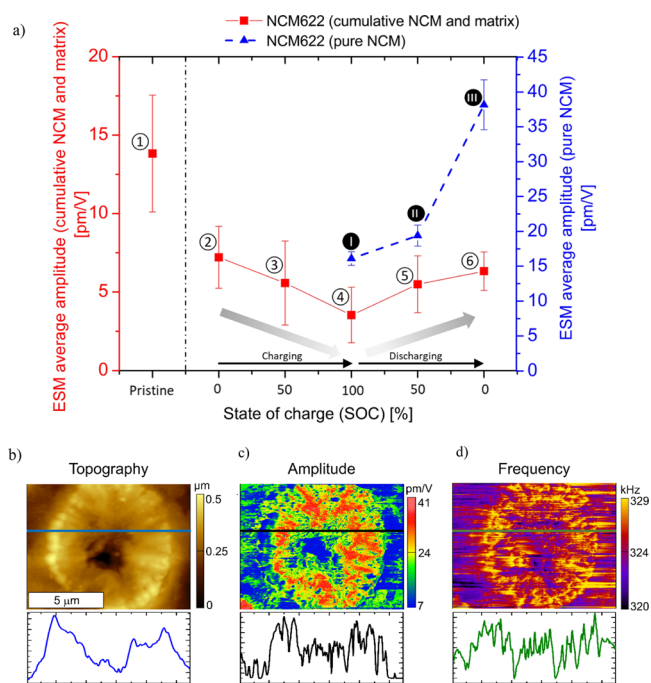 a)
NCM622 (cumulative NCM and matrix)
NCM622 (pure NCM)
ESM average amplitude (cumulative NCM and matrix)
[pm/V]
20
15
10
5
0
ESM average amplitude (pure NCM)
[pm/V]
45
40
35
30
25
20
15
10
5
0
1
2
3
4
5
6
I
II
III
Charging
Discharging
Pristine
0
50
100
50
0
State of charge (SOC) [%]
b)
Topography
µm
0.5
0.25
0
5 µm
c)
Amplitude
pm/V
41
24
7
d)
Frequency
kHz
329
324
320